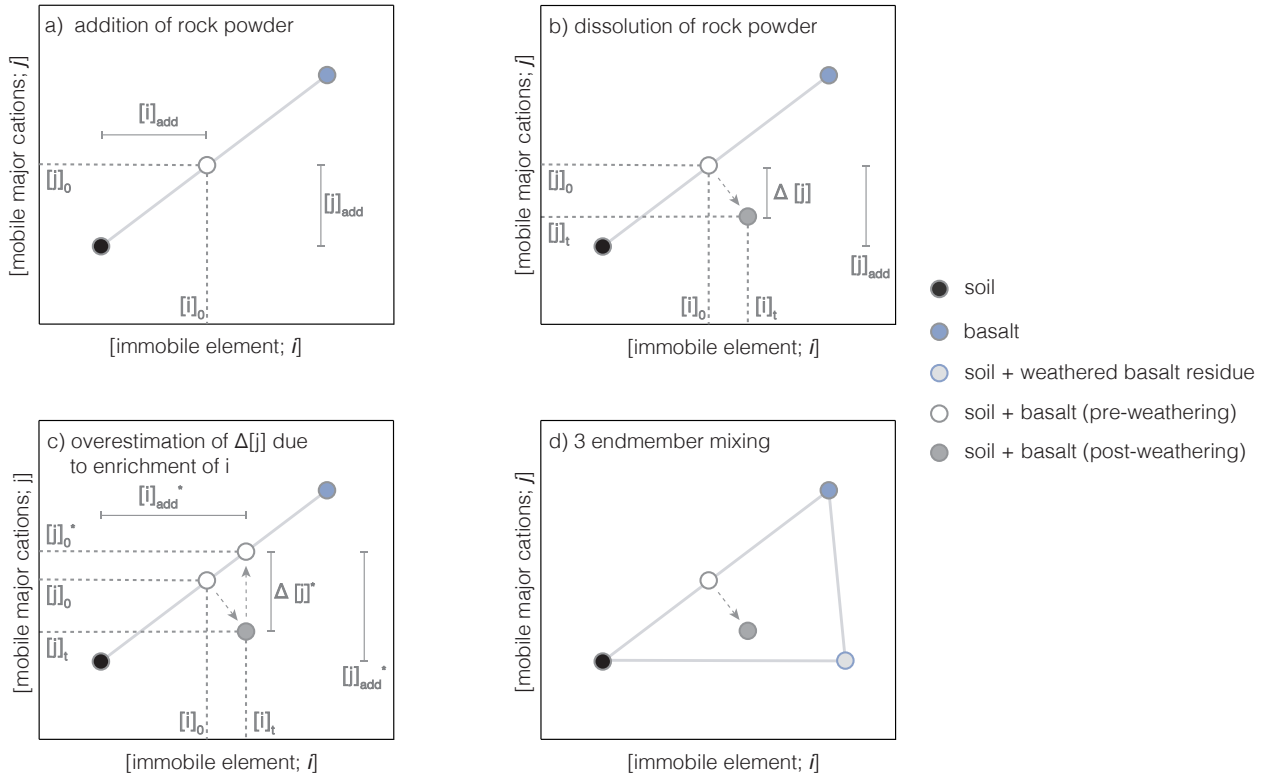 a) addition of rock powder
[mobile major cations; j]
[i]add
[j]0
[j]add
[i]0
[immobile element; i]
b) dissolution of rock powder
[mobile major cations; j]
[j]0
Δ [j]
[j]t
[j]add
[i]0
[i]t
[immobile element; i]
soil
basalt
soil + weathered basalt residue
soil + basalt (pre-weathering)
soil + basalt (post-weathering)
c) overestimation of Δ[j] due
to enrichment of i
[mobile major cations; j]
[i]add*
[j]0*
[j]0
Δ [j]*
[j]t
[j]add*
[i]0
[i]t
[immobile element; i]
d) 3 endmember mixing
[mobile major cations; j]
[immobile element; i]